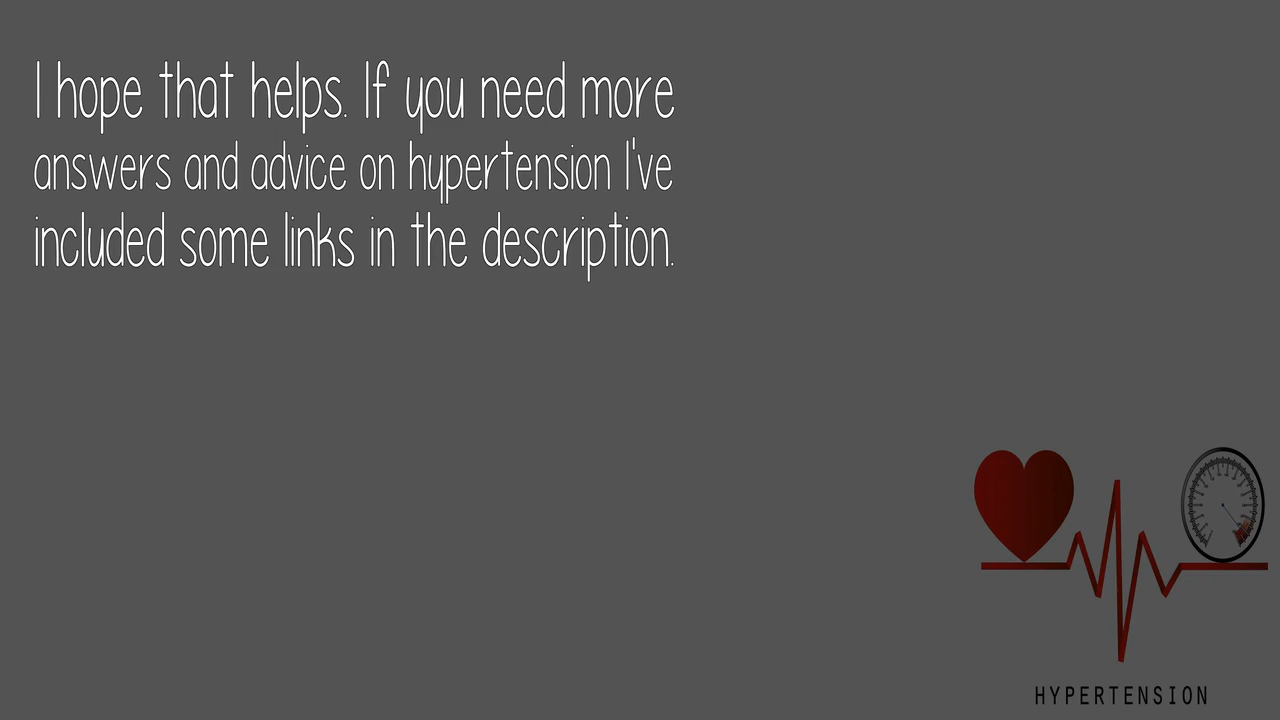 I hope that helps. If you need more
answers and advice on hypertension I've
included some links in the description.
HYPERTENSION